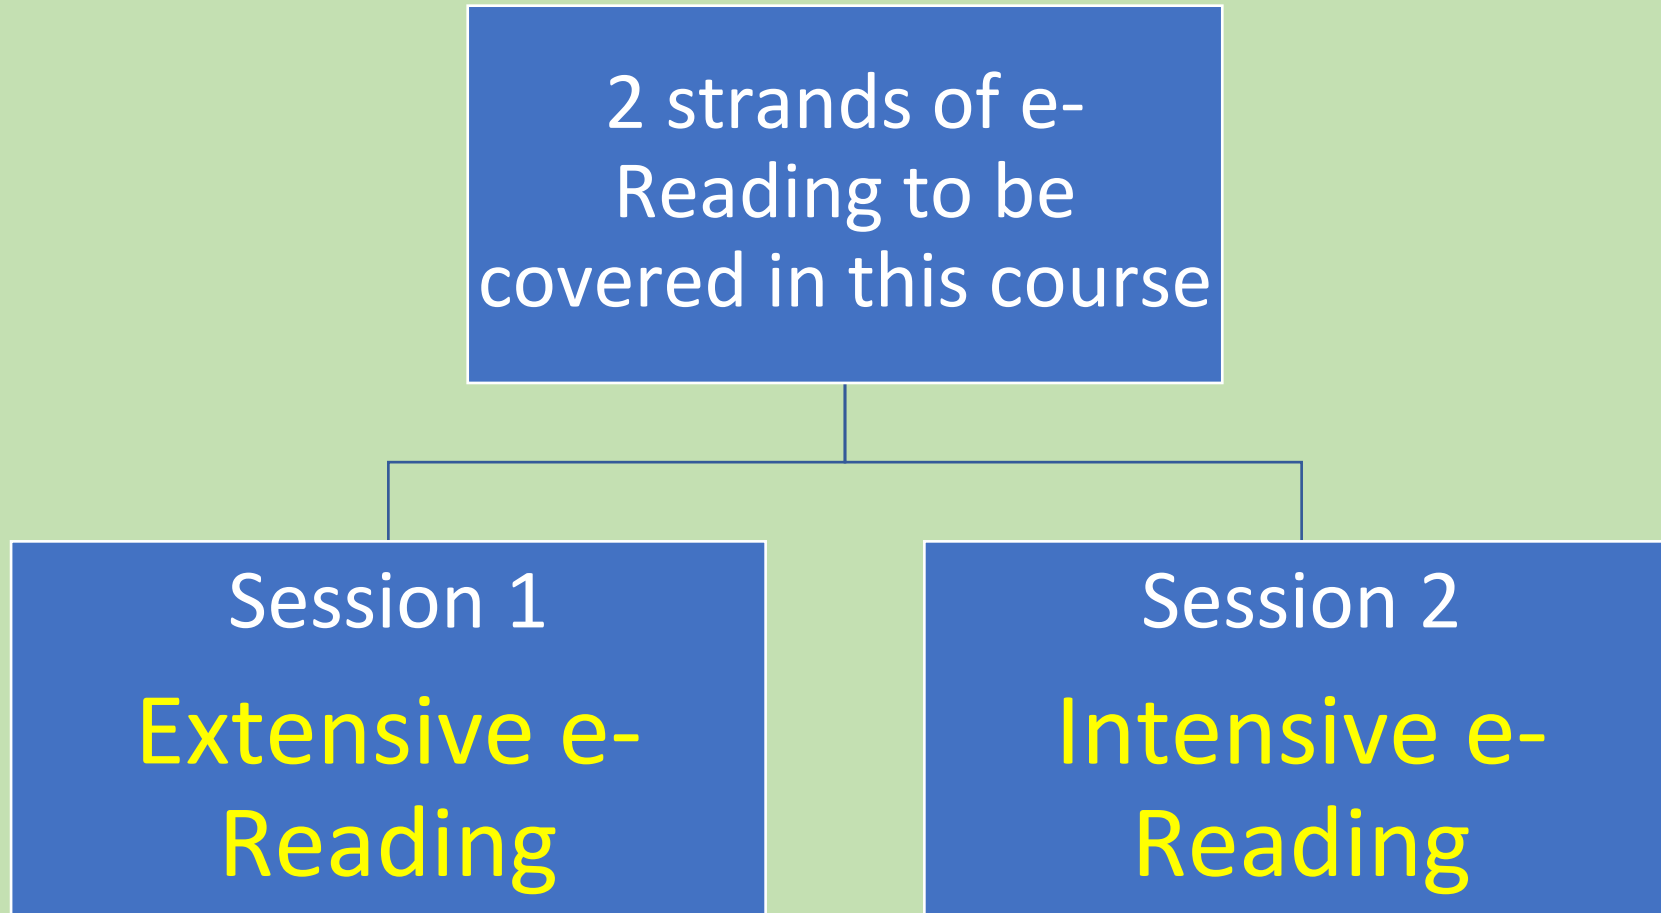 2 strands of e-
Reading to be
covered in this course
Session 1
Extensive e-
Reading
Session 2
Intensive e-
Reading